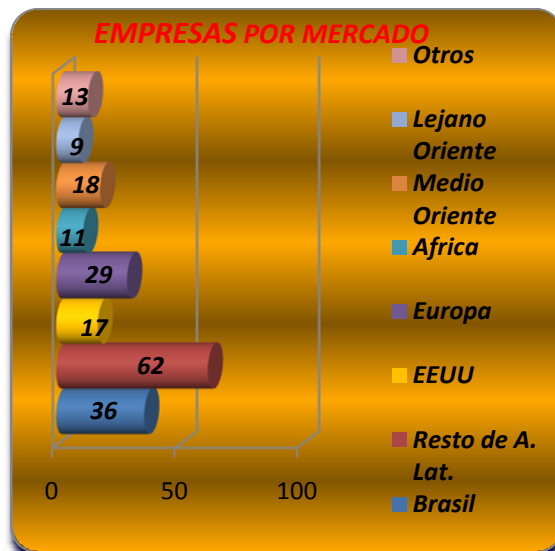 EMPRESAS POR MERCADO
13
9
18
11
29
17
62
36
0 50 100
Otros
Lejano
Oriente
Medio
Oriente
Africa
Europa
EEUU
Resto de A.
Lat.
Brasil